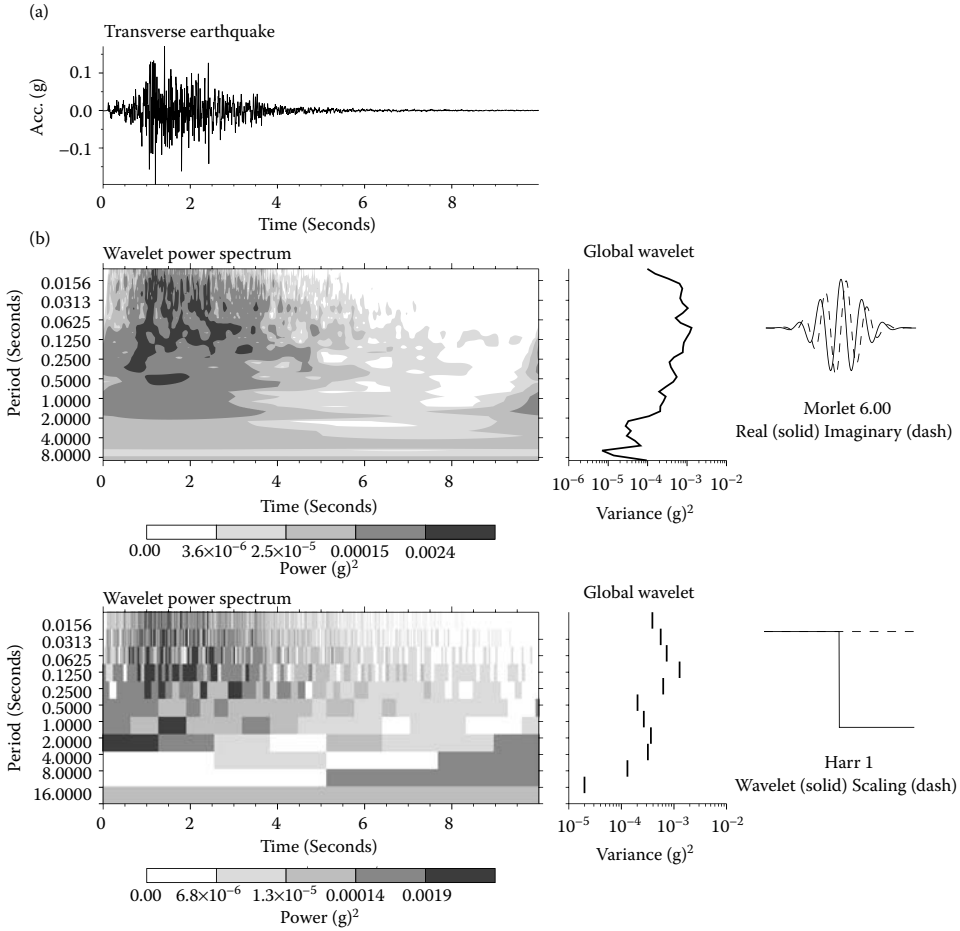 (a)
Transverse earthquake
0.1
0.0
−0.1
Acc. (g)
0 2 4 6 8
Time (Seconds)
(b)
Wavelet power spectrum
0.0156
0.0313
0.0625
0.1250
0.2500
0.5000
1.0000
2.0000
4.0000
8.0000
Period (Seconds)
0 2 4 6 8
Time (Seconds)
0.00 3.6×10⁻⁶ 2.5×10⁻⁵ 0.00015 0.0024
Power (g)²
Global wavelet
10⁻⁶ 10⁻⁵ 10⁻⁴ 10⁻³ 10⁻²
Variance (g)²
Morlet 6.00
Real (solid) Imaginary (dash)
Wavelet power spectrum
0.0156
0.0313
0.0625
0.1250
0.2500
0.5000
1.0000
2.0000
4.0000
8.0000
16.0000
Period (Seconds)
0 2 4 6 8
Time (Seconds)
0.00 6.8×10⁻⁶ 1.3×10⁻⁵ 0.00014 0.0019
Power (g)²
Global wavelet
10⁻⁵ 10⁻⁴ 10⁻³ 10⁻²
Variance (g)²
Harr 1
Wavelet (solid) Scaling (dash)